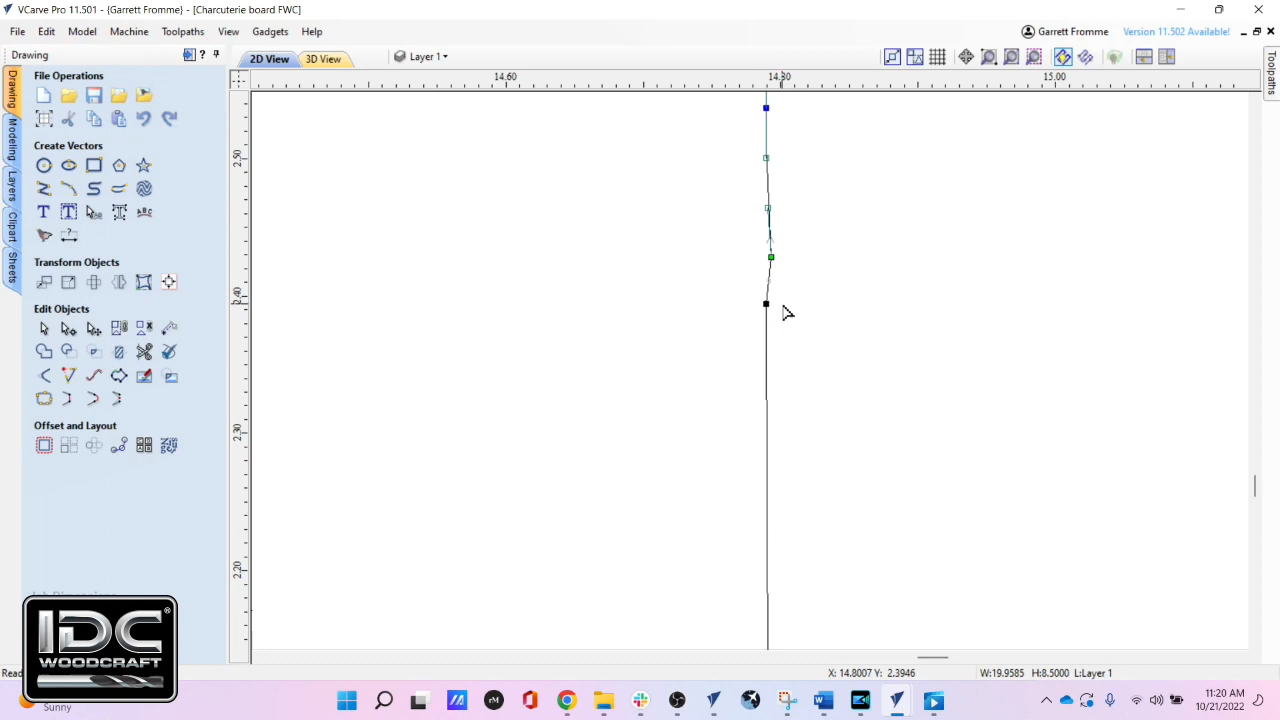 VCarve Pro 11.501 - {Garrett Fromme} - [Charcuterie board FWC]
File Edit Model Machine Toolpaths View Gadgets Help
Garrett Fromme Version 11.502 Available!
Drawing
2D View 3D View Layer 1
14.60 14.80 15.00
File Operations
Create Vectors
Transform Objects
Edit Objects
Offset and Layout
Drawing
Modeling
Layers
Clipart
Sheets
Toolpaths
2.50
2.40
2.30
2.20
IDC®
WOODCRAFT
X: 14.8007 Y: 2.3946 W:19.9585 H:8.5000 L:Layer 1
Sunny
11:20 AM
10/21/2022